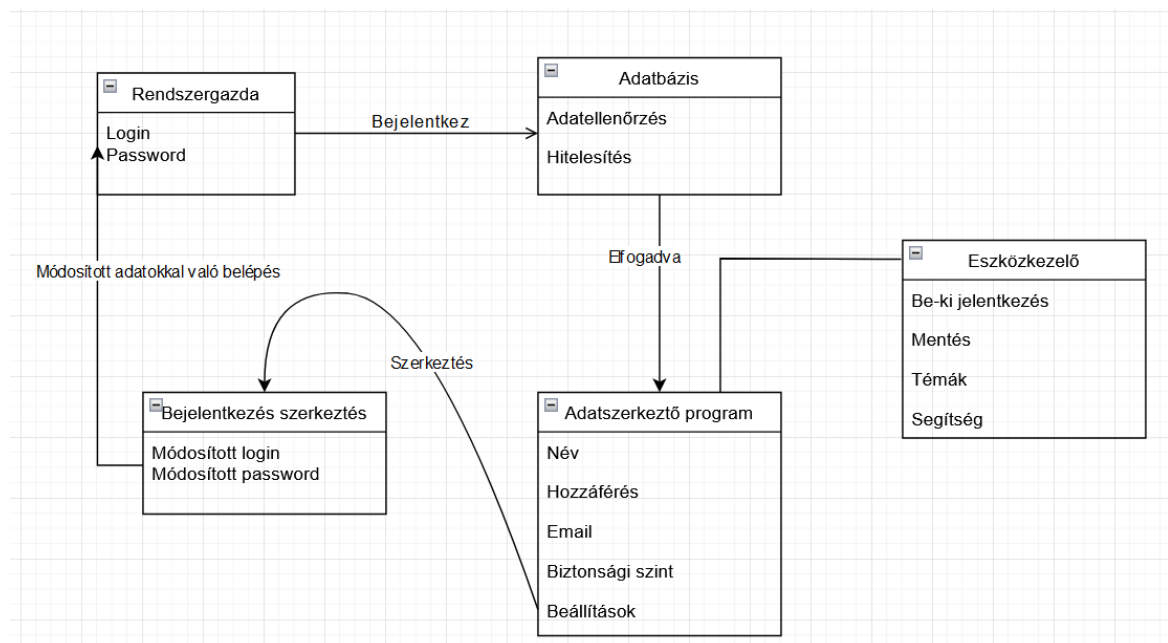 Rendszergazda
Login
Password
Bejelentkez
Adatbázis
Adatellenőrzés
Hitelesítés
Elfogadva
Eszközkezelő
Be-ki jelentkezés
Mentés
Témák
Segítség
Módosított adatokkal való belépés
Szerkeztés
Bejelentkezés szerkeztés
Módosított login
Módosított password
Adatszerkeztő program
Név
Hozzáférés
Email
Biztonsági szint
Beállítások